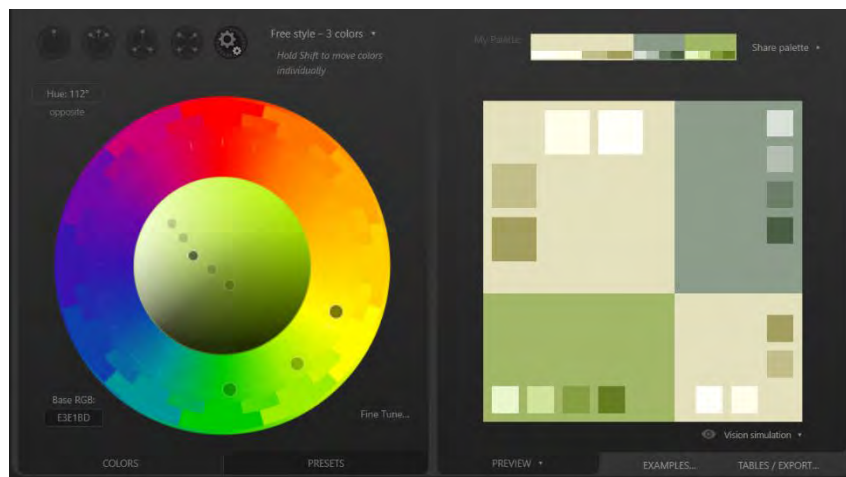 Free style – 3 colors
Hold Shift to move colors
individually
My Palette:
Share palette
Hue: 112°
opposite
Base RGB:
E3E1BD
Fine Tune...
Vision simulation
COLORS
PRESETS
PREVIEW
EXAMPLES...
TABLES / EXPORT...